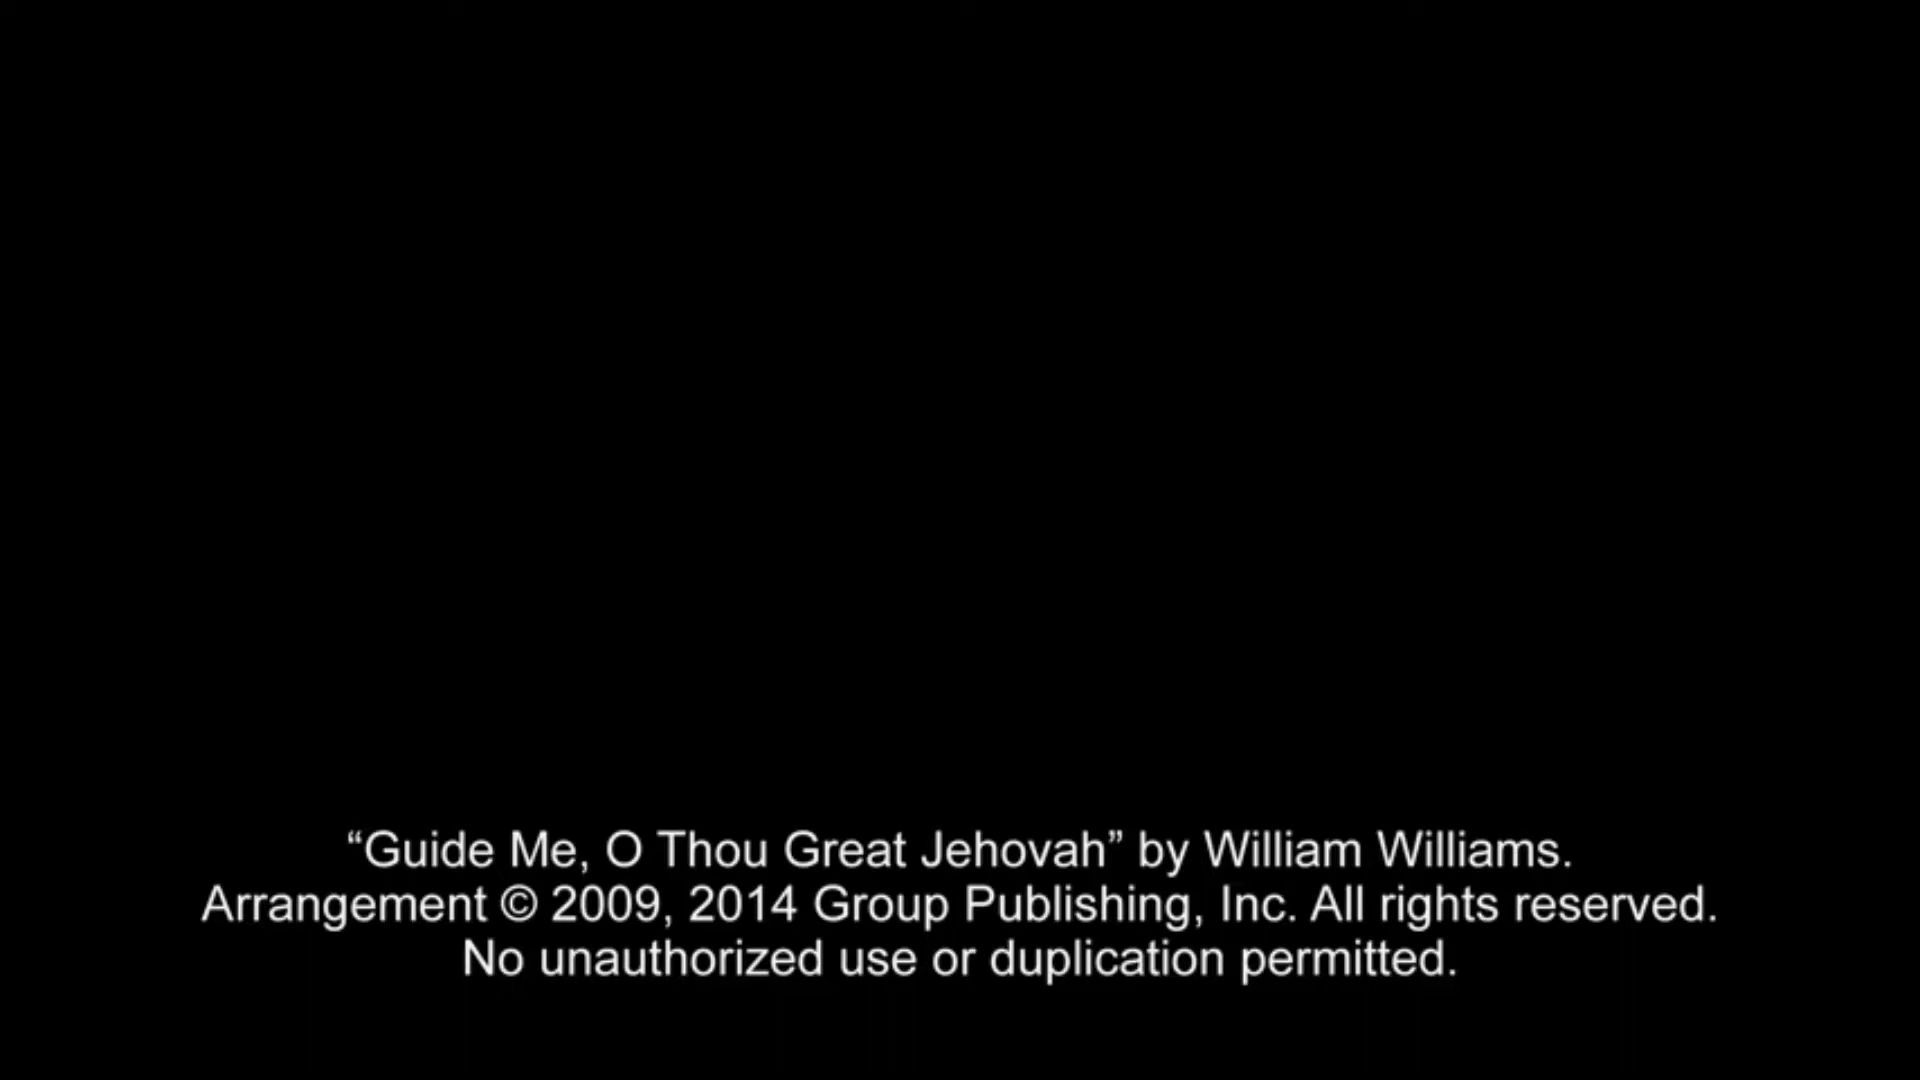 “Guide Me, O Thou Great Jehovah” by William Williams.
Arrangement © 2009, 2014 Group Publishing, Inc. All rights reserved.
No unauthorized use or duplication permitted.